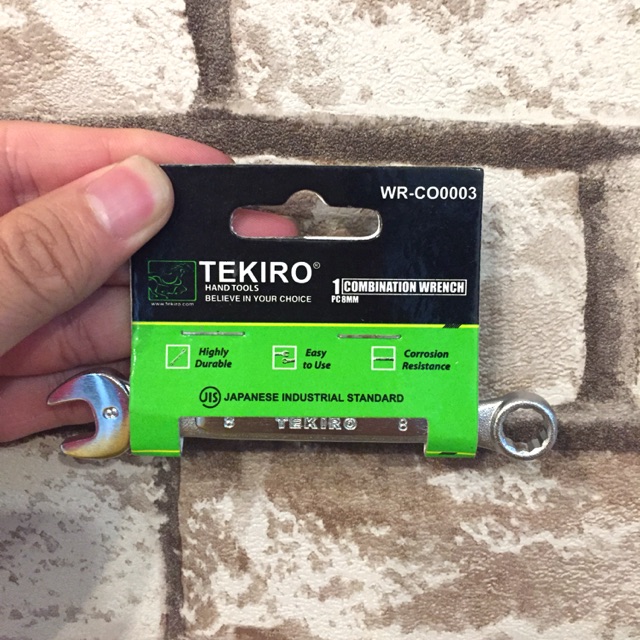 WR-CO0003
TEKIRO®
HAND TOOLS
BELIEVE IN YOUR CHOICE
www.tekiro.com
1 COMBINATION WRENCH
PC 8MM
Highly
Durable
Easy
to Use
Corrosion
Resistance
JIS JAPANESE INDUSTRIAL STANDARD
8
8 TEKIRO 8